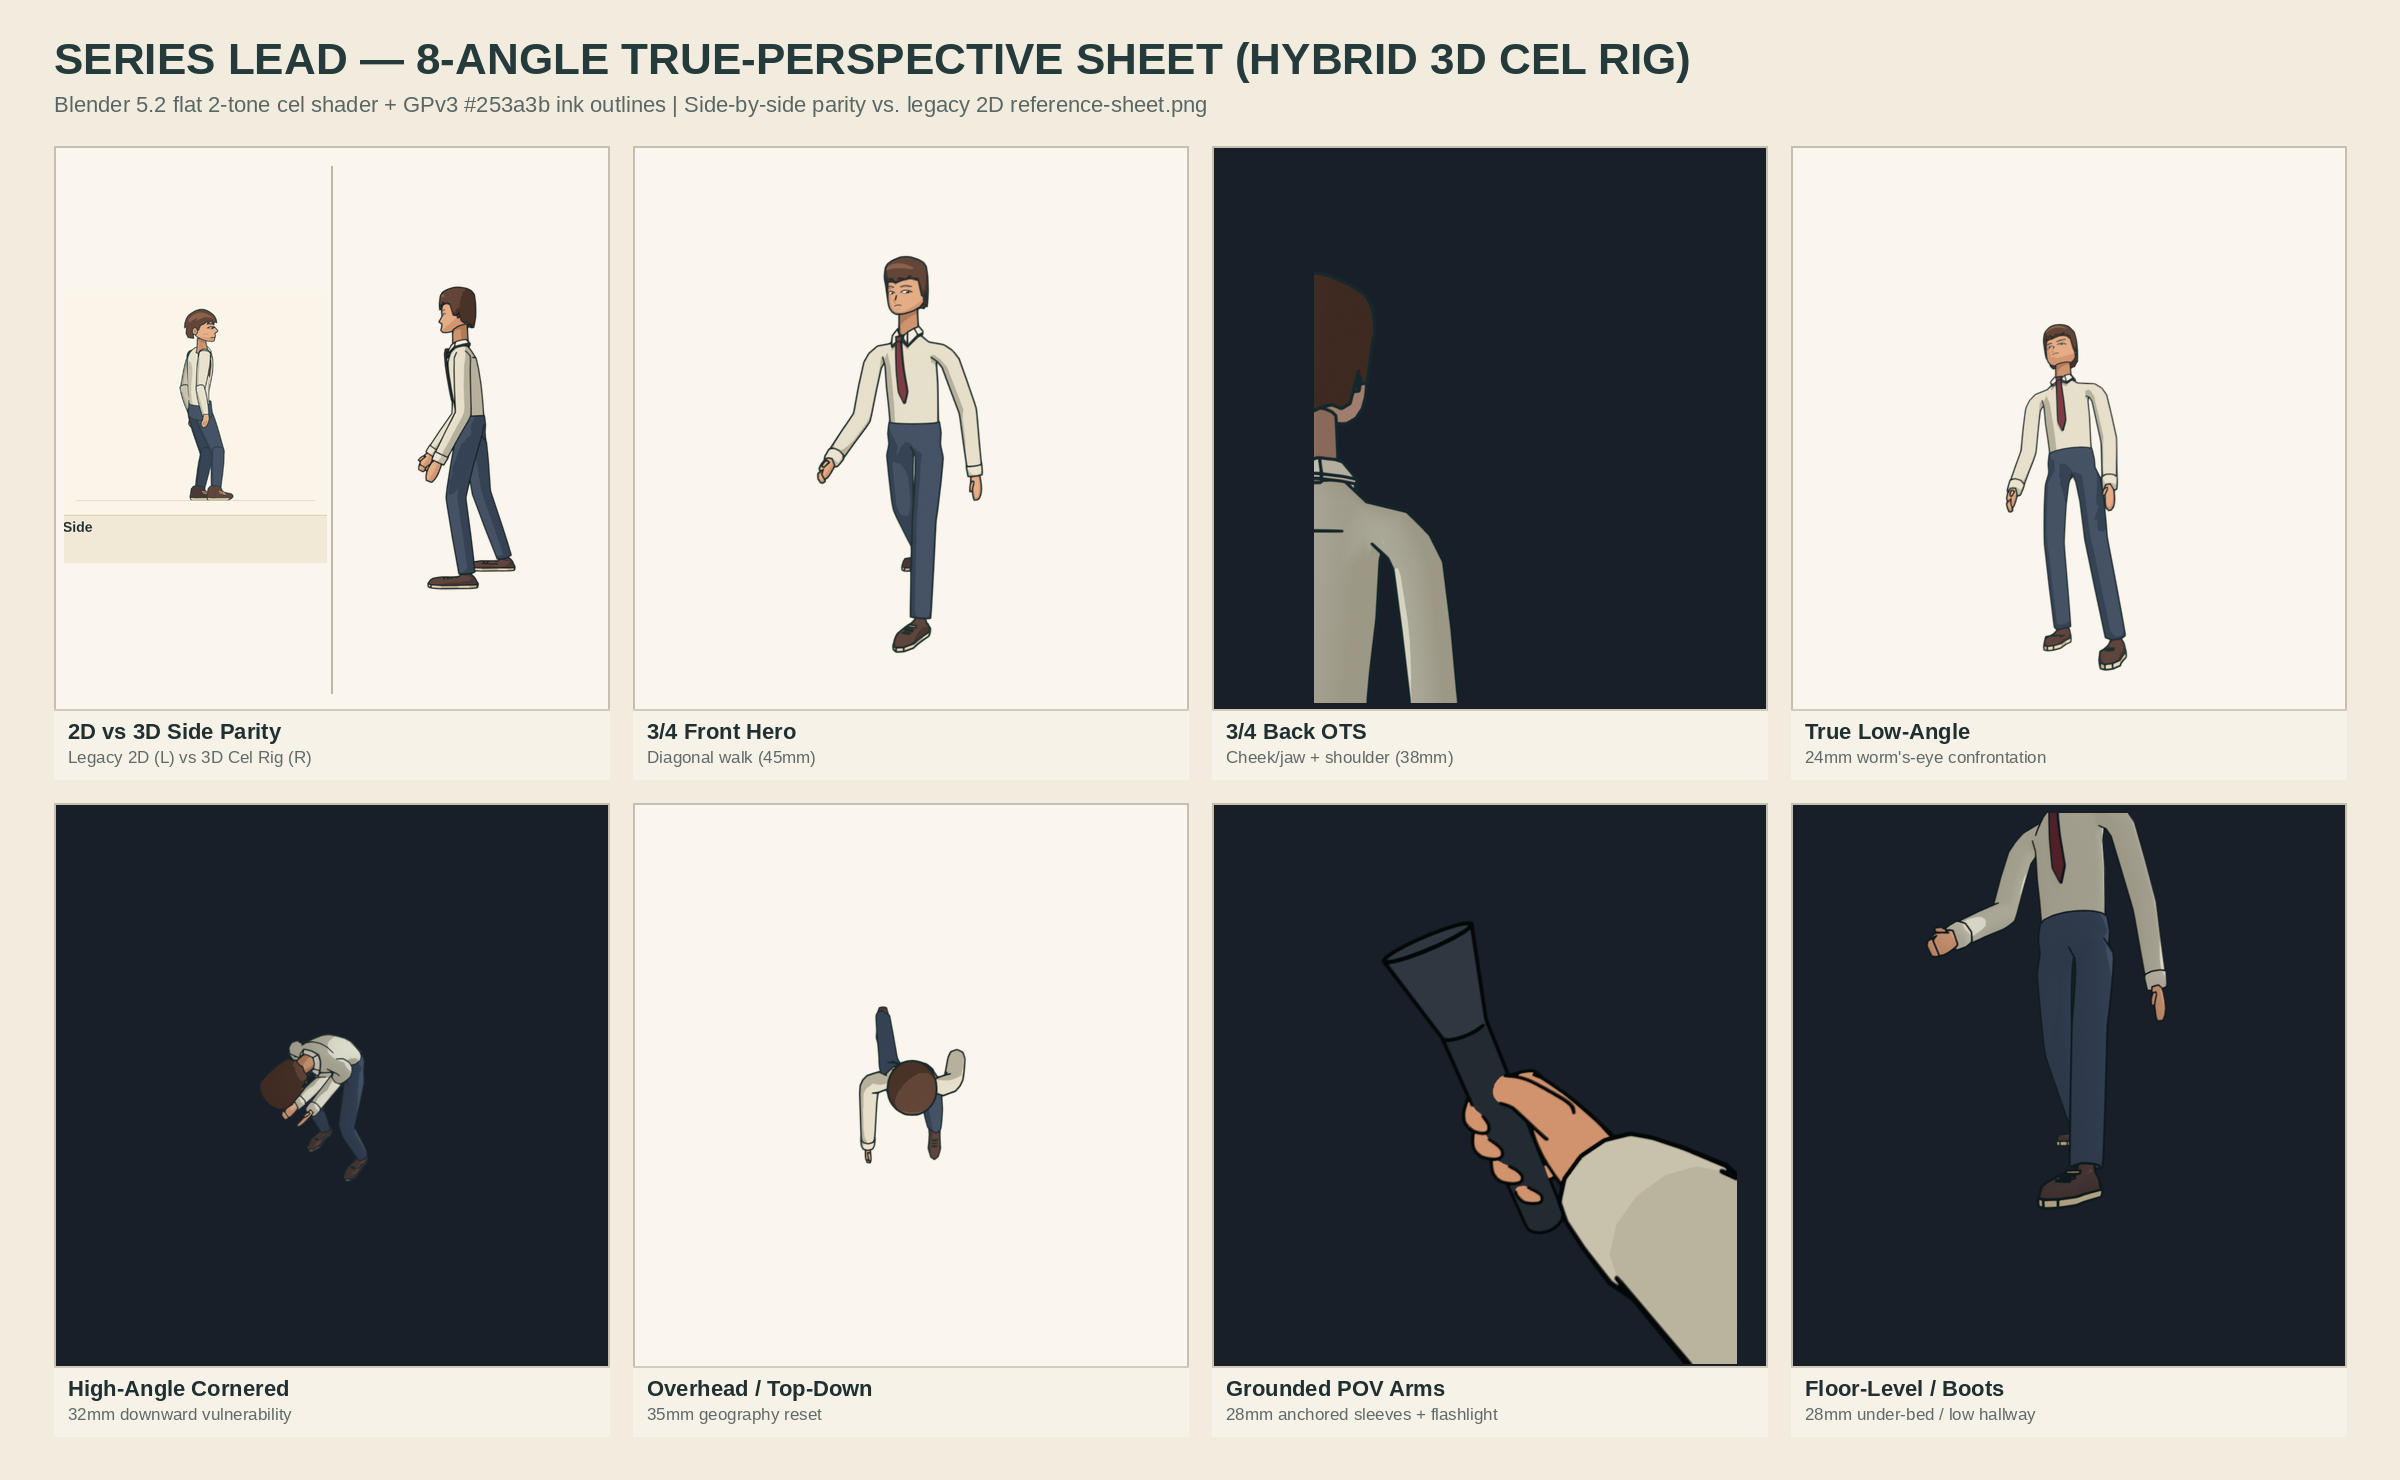 SERIES LEAD — 8-ANGLE TRUE-PERSPECTIVE SHEET (HYBRID 3D CEL RIG)
Blender 5.2 flat 2-tone cel shader + GPv3 #253a3b ink outlines | Side-by-side parity vs. legacy 2D reference-sheet.png
Side
2D vs 3D Side Parity
Legacy 2D (L) vs 3D Cel Rig (R)
3/4 Front Hero
Diagonal walk (45mm)
3/4 Back OTS
Cheek/jaw + shoulder (38mm)
True Low-Angle
24mm worm's-eye confrontation
High-Angle Cornered
32mm downward vulnerability
Overhead / Top-Down
35mm geography reset
Grounded POV Arms
28mm anchored sleeves + flashlight
Floor-Level / Boots
28mm under-bed / low hallway